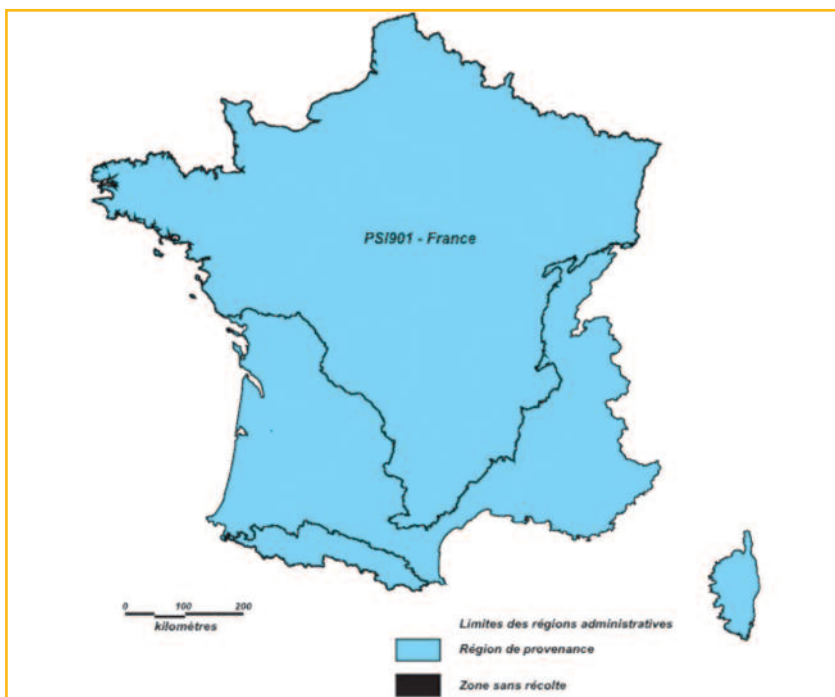 PSI901 - France
0 100 200
kilomètres
Limites des régions administratives
Région de provenance
Zone sans récolte